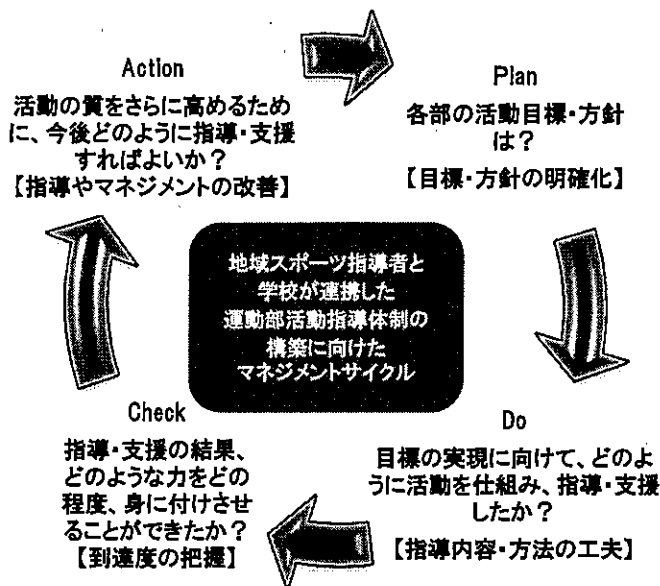 Action
活動の質をさらに高めるため
に、今後どのように指導・支援
すればよいか?
【指導やマネジメントの改善】
Plan
各部の活動目標・方針
は?
【目標・方針の明確化】
地域スポーツ指導者と
学校が連携した
運動部活動指導体制の
構築に向けた
マネジメントサイクル
Check
指導・支援の結果、
どのような力をどの
程度、身に付けさせ
ることができたか?
【到達度の把握】
Do
目標の実現に向けて、どのよ
うに活動を仕組み、指導・支援
したか?
【指導内容・方法の工夫】